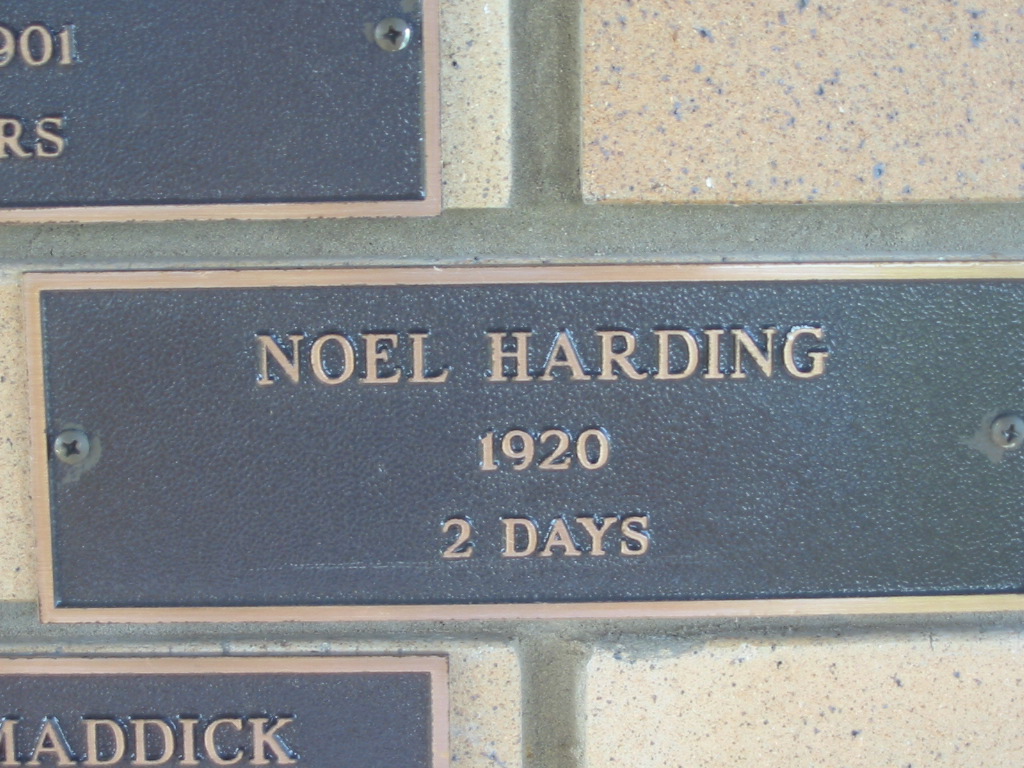 901
RS
NOEL HARDING
1920
2 DAYS
MADDICK